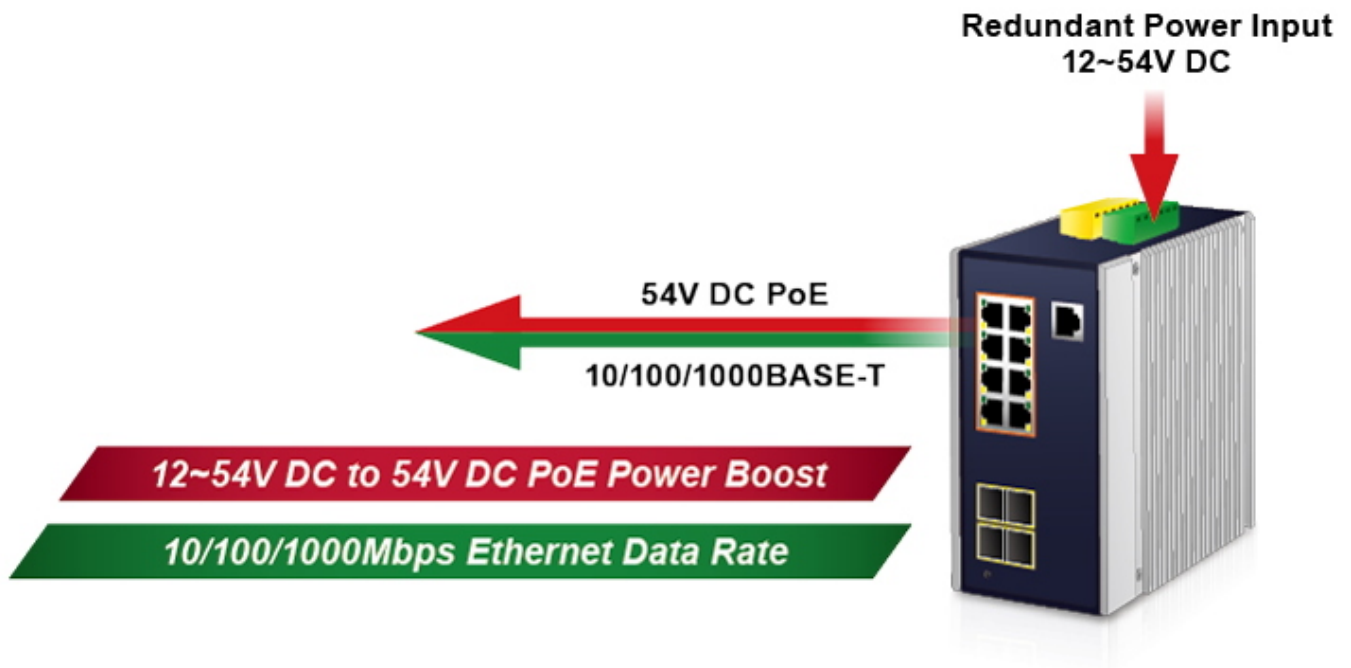 Redundant Power Input
12~54V DC
54V DC PoE
10/100/1000BASE-T
12~54V DC to 54V DC PoE Power Boost
10/100/1000Mbps Ethernet Data Rate